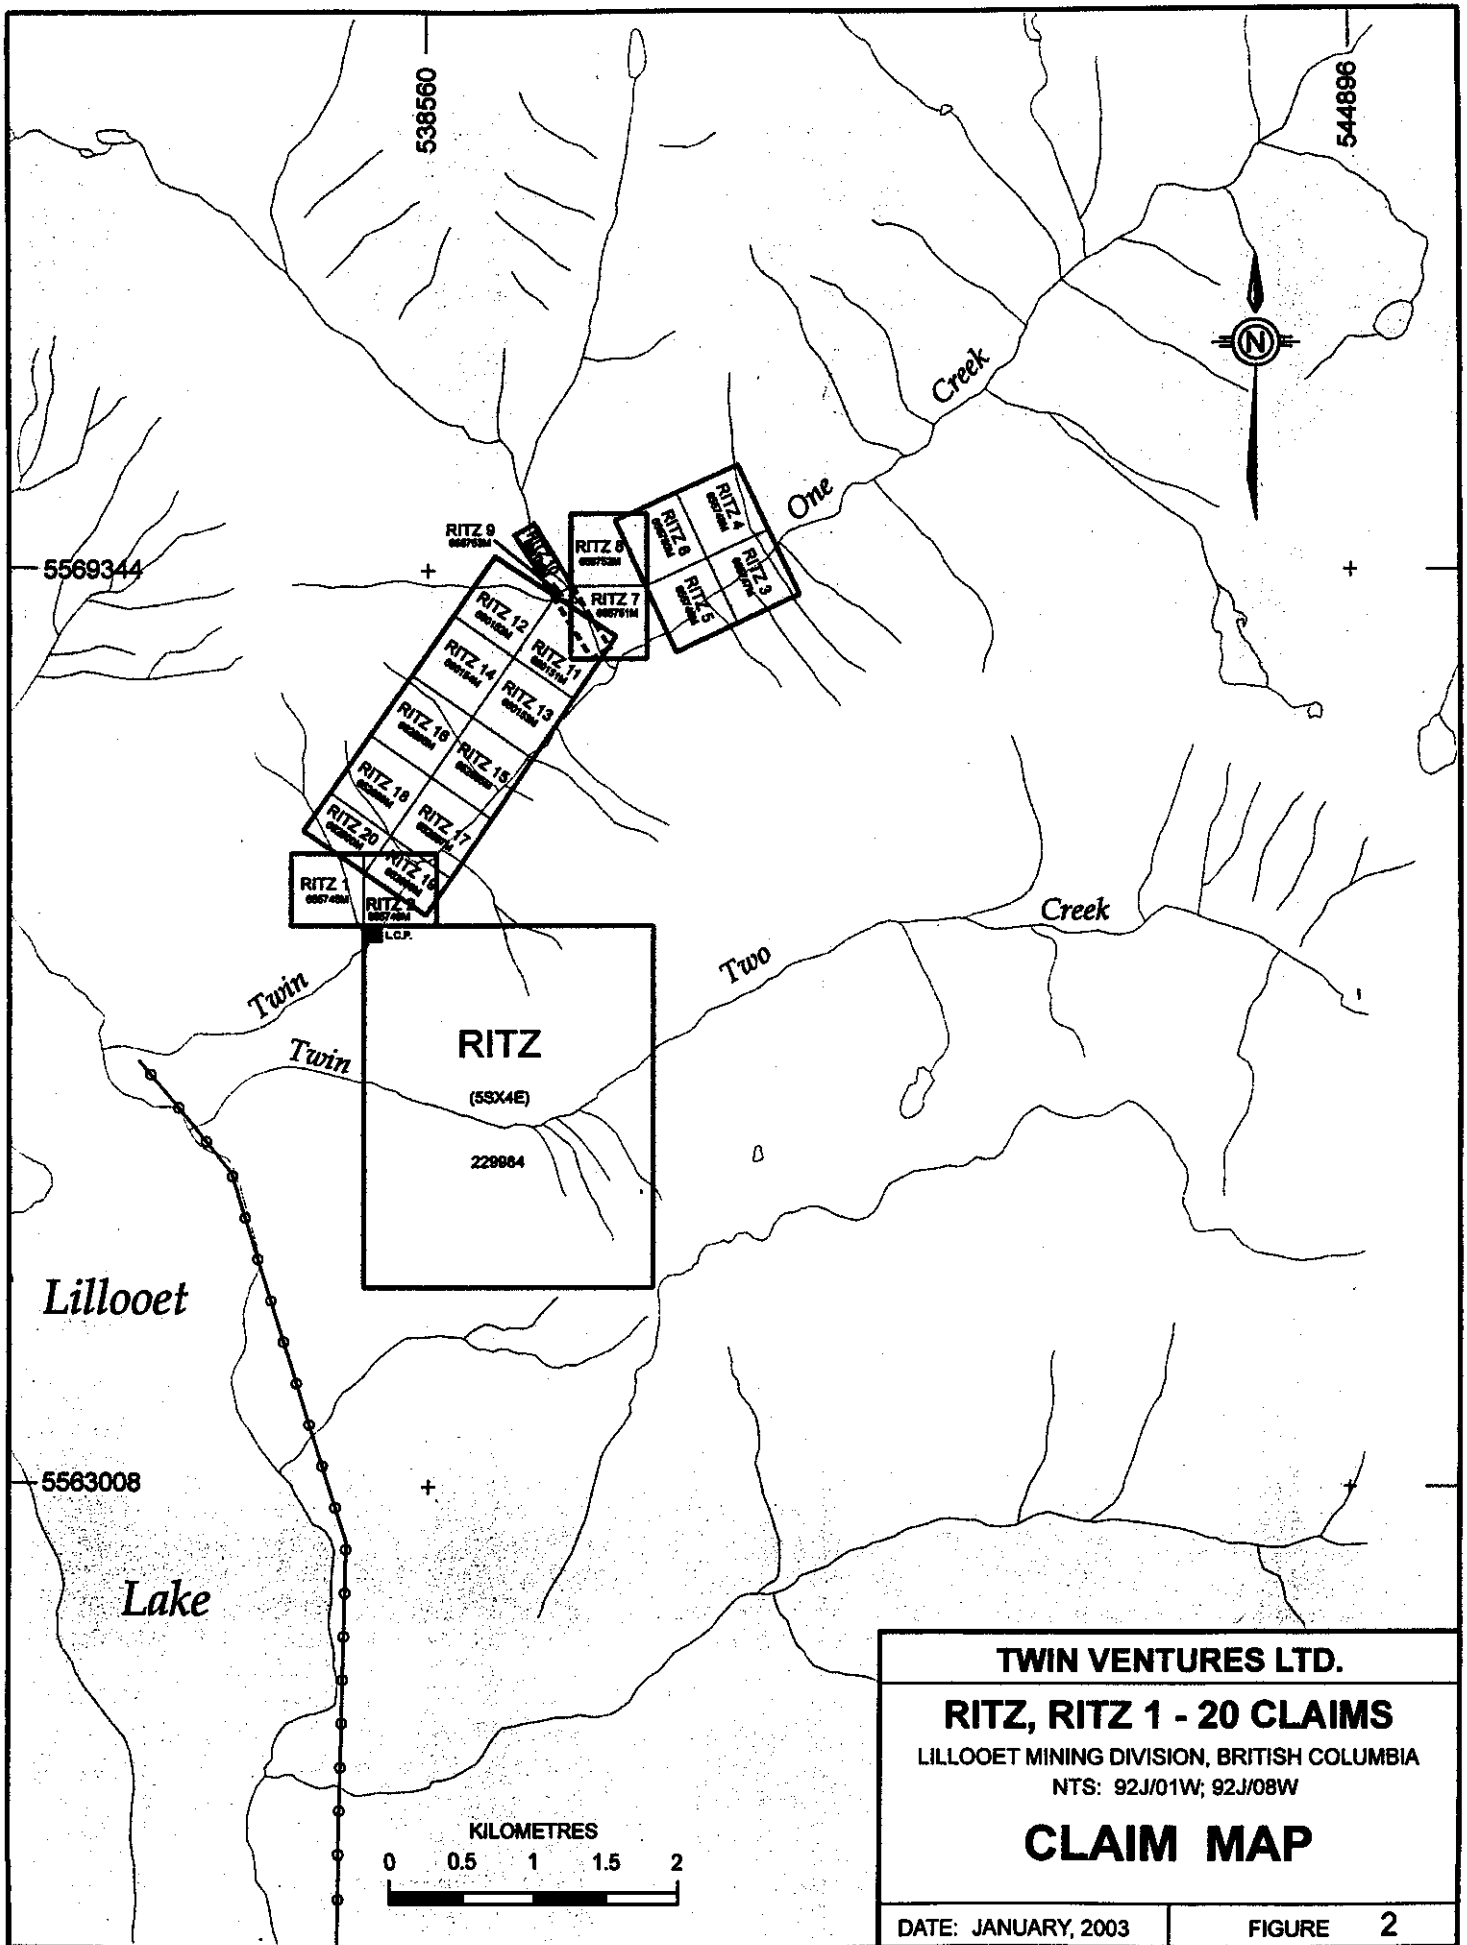 538560
544896
N
Creek
One
RITZ 4
RITZ 6
RITZ 3
RITZ 5
RITZ 8
RITZ 7
RITZ 9
RITZ 10
5569344
RITZ 12
RITZ 11
RITZ 14
RITZ 13
RITZ 16
RITZ 15
RITZ 18
RITZ 17
RITZ 20
RITZ 1
RITZ 2
L.C.P.
Creek
Two
Twin
Twin
RITZ
(5SX4E)
229984
Lillooet
5563008
Lake
KILOMETRES
0 0.5 1 1.5 2
TWIN VENTURES LTD.
RITZ, RITZ 1 - 20 CLAIMS
LILLOOET MINING DIVISION, BRITISH COLUMBIA
NTS: 92J/01W; 92J/08W
CLAIM MAP
DATE: JANUARY, 2003
FIGURE 2